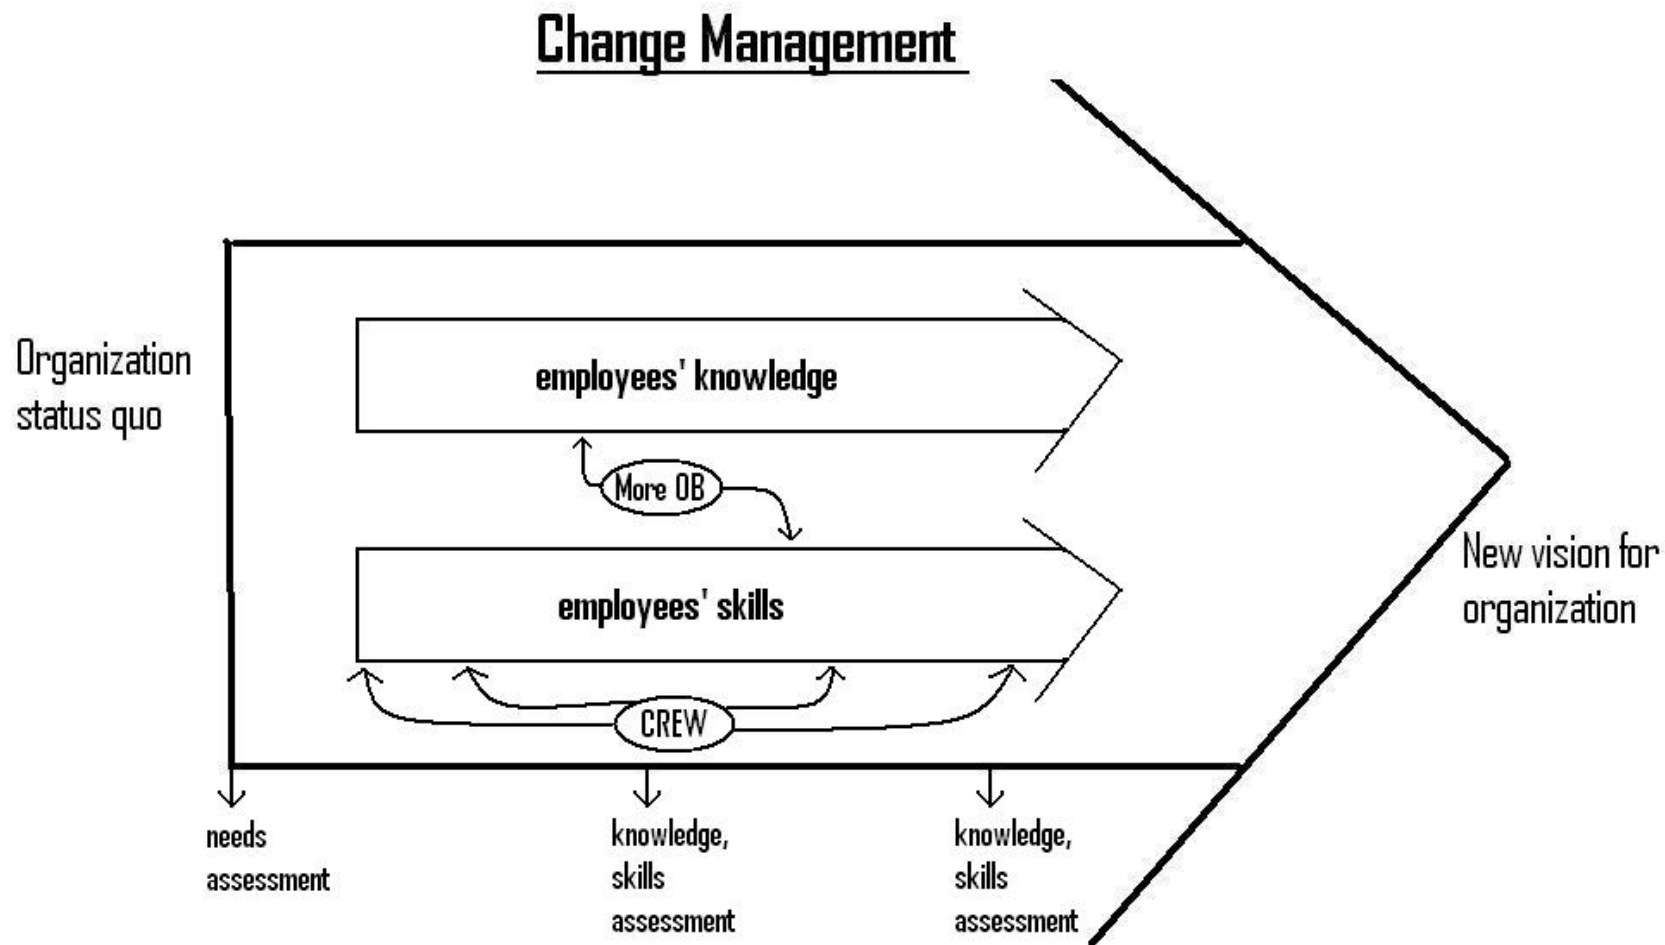 Change Management
Organization
status quo
employees' knowledge
More OB
employees' skills
CREW
New vision for
organization
needs
assessment
knowledge,
skills
assessment
knowledge,
skills
assessment